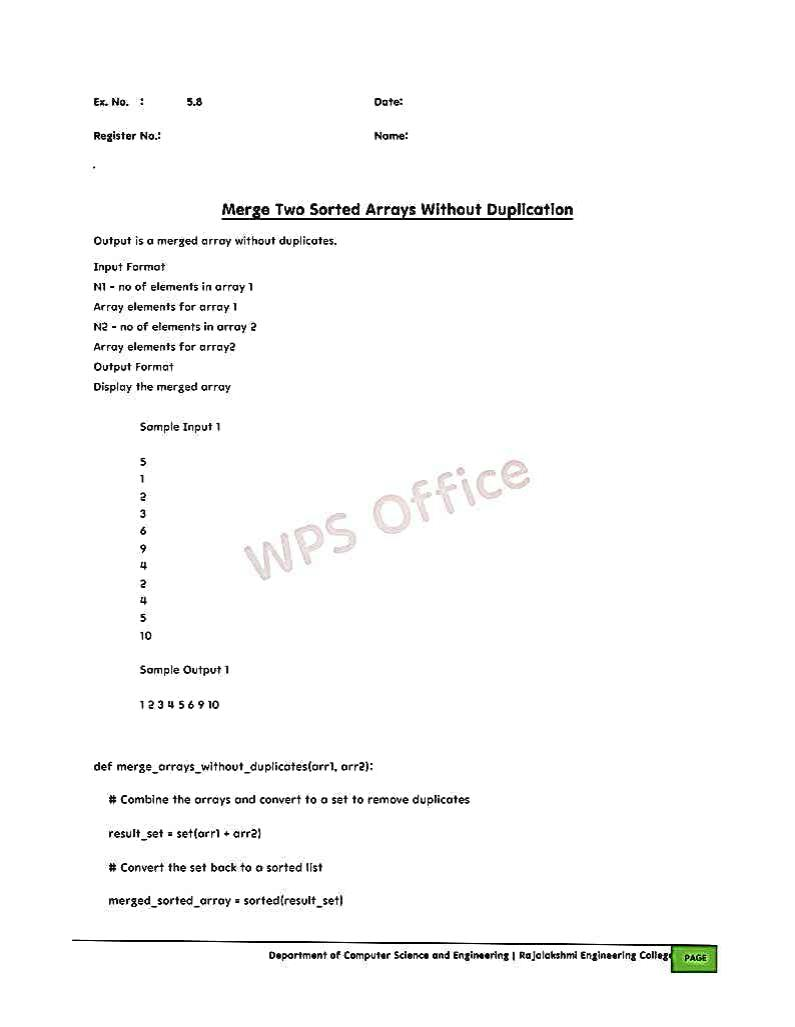 Ex. No. : 5.8 Date:
Register No.: Name:
.
Merge Two Sorted Arrays Without Duplication
Output is a merged array without duplicates.
Input Format
N1 - no of elements in array 1
Array elements for array 1
N2 - no of elements in array 2
Array elements for array2
Output Format
Display the merged array
Sample Input 1
5
1
2
3
6
9
4
2
4
5
10
WPS Office
Sample Output 1
1 2 3 4 5 6 9 10
def merge_arrays_without_duplicates(arr1, arr2):
# Combine the arrays and convert to a set to remove duplicates
result_set = set(arr1 + arr2)
# Convert the set back to a sorted list
merged_sorted_array = sorted(result_set)
Department of Computer Science and Engineering | Rajalakshmi Engineering College PAGE